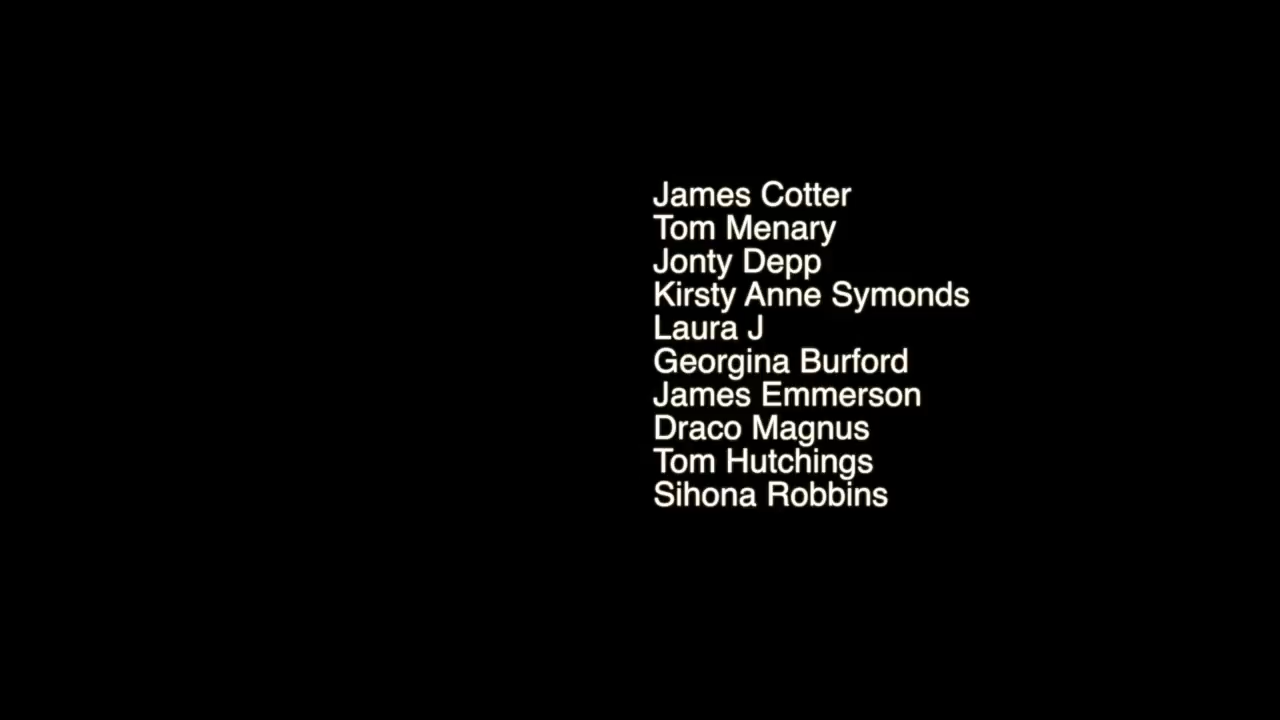 James Cotter
Tom Menary
Jonty Depp
Kirsty Anne Symonds
Laura J
Georgina Burford
James Emmerson
Draco Magnus
Tom Hutchings
Sihona Robbins